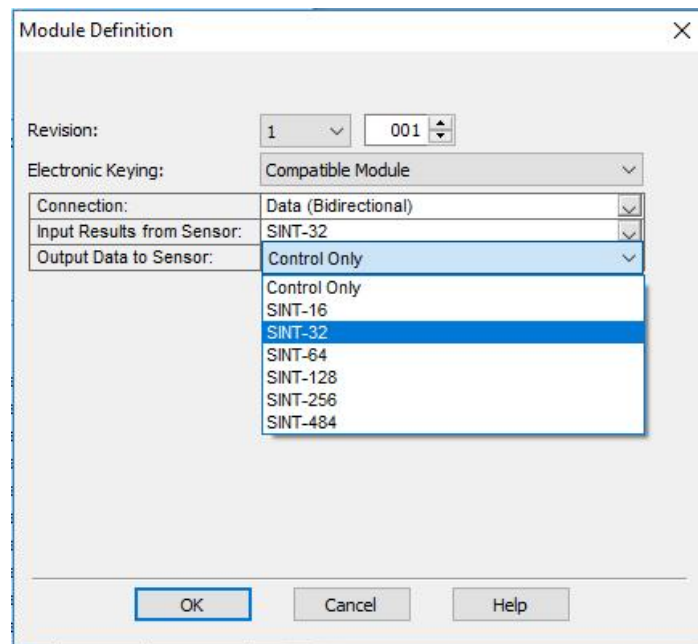 Module Definition
Revision: 1 001
Electronic Keying: Compatible Module
Connection: Data (Bidirectional)
Input Results from Sensor: SINT-32
Output Data to Sensor: Control Only
Control Only
SINT-16
SINT-32
SINT-64
SINT-128
SINT-256
SINT-484
OK Cancel Help